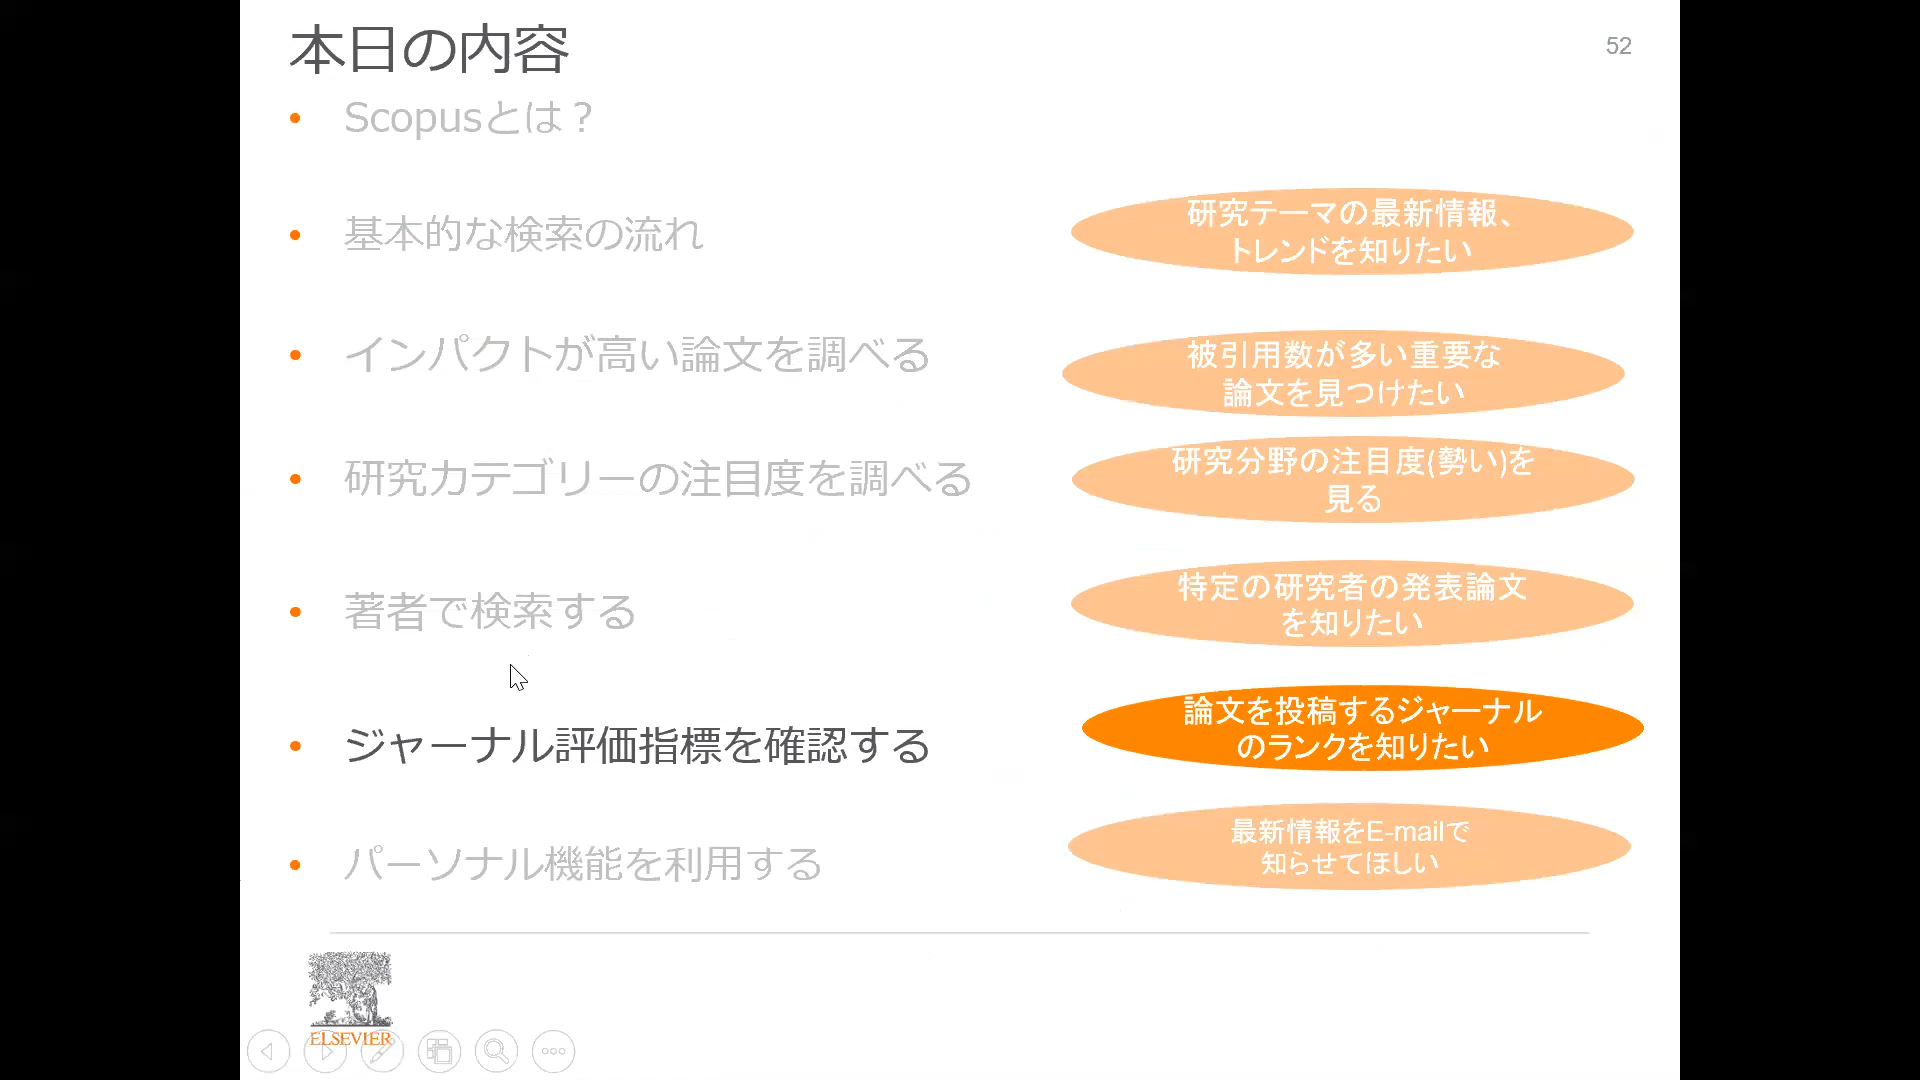 本日の内容
52
Scopusとは？
基本的な検索の流れ
研究テーマの最新情報、
トレンドを知りたい
インパクトが高い論文を調べる
被引用数が多い重要な
論文を見つけたい
研究カテゴリーの注目度を調べる
研究分野の注目度(勢い)を
見る
著者で検索する
特定の研究者の発表論文
を知りたい
ジャーナル評価指標を確認する
論文を投稿するジャーナル
のランクを知りたい
パーソナル機能を利用する
最新情報をE-mailで
知らせてほしい
ELSEVIER